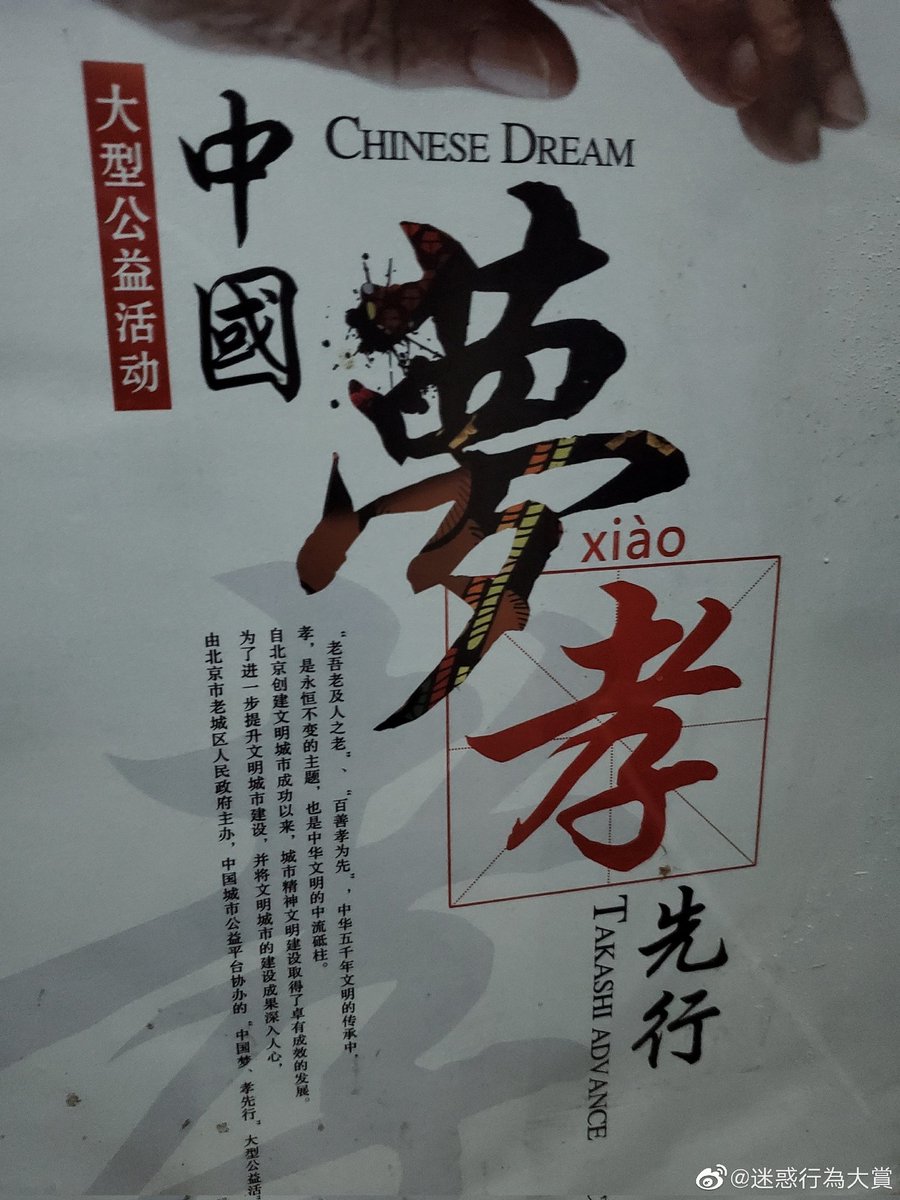 大型公益活动
中國
CHINESE DREAM
夢
xiào
孝
先行
TAKASHI ADVANCE
“老吾老及人之老”、“百善孝为先”，中华五千年文明的传承中，
孝，是永恒不变的主题，也是中华文明的中流砥柱。
自北京创建文明城市成功以来，城市精神文明建设取得了卓有成效的发展。
为了进一步提升文明城市建设，并将文明城市的建设成果深入人心，
由北京市老城区人民政府主办，中国城市公益平台协办的“中国梦、孝先行”大型公益活
@迷惑行為大賞